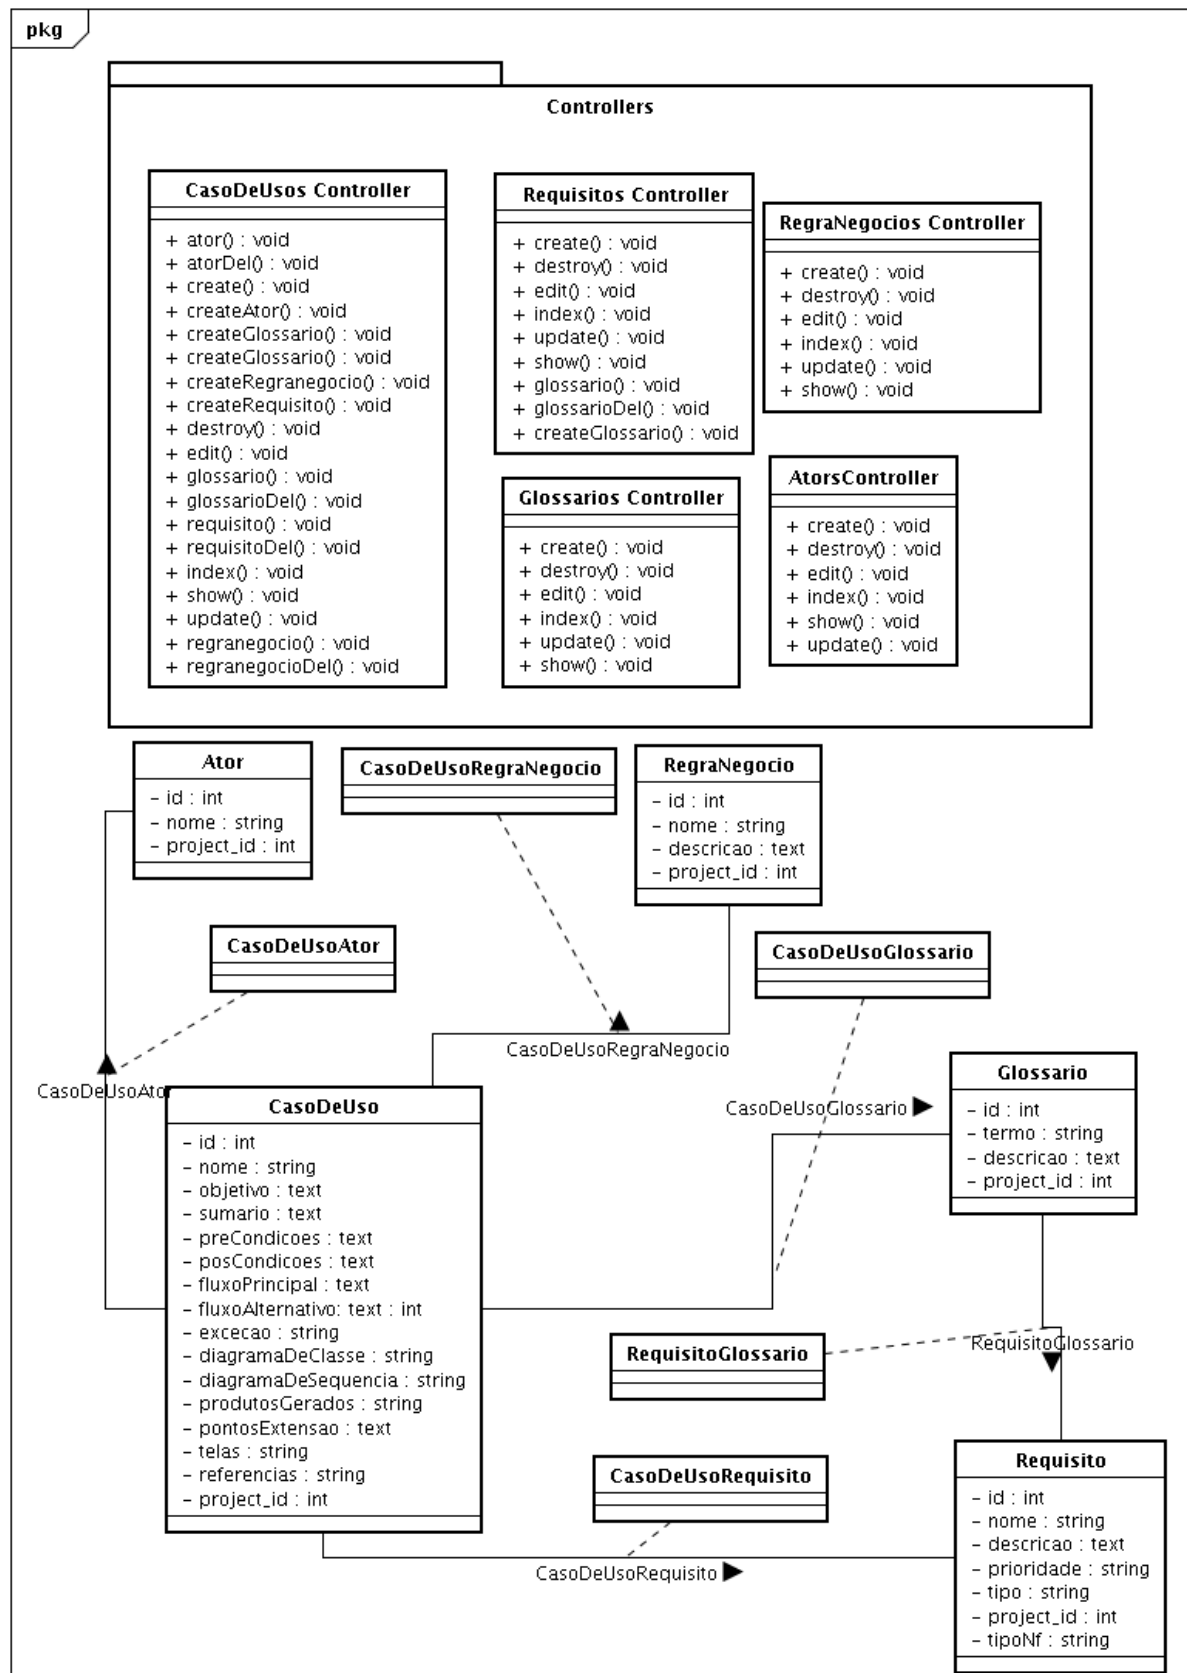 pkg
Controllers
CasoDeUsos Controller
+ ator() : void
+ atorDel() : void
+ create() : void
+ createAtor() : void
+ createGlossario() : void
+ createGlossario() : void
+ createRegranegocio() : void
+ createRequisito() : void
+ destroy() : void
+ edit() : void
+ glossario() : void
+ glossarioDel() : void
+ requisito() : void
+ requisitoDel() : void
+ index() : void
+ show() : void
+ update() : void
+ regranegocio() : void
+ regranegocioDel() : void
Requisitos Controller
+ create() : void
+ destroy() : void
+ edit() : void
+ index() : void
+ update() : void
+ show() : void
+ glossario() : void
+ glossarioDel() : void
+ createGlossario() : void
RegraNegocios Controller
+ create() : void
+ destroy() : void
+ edit() : void
+ index() : void
+ update() : void
+ show() : void
Glossarios Controller
+ create() : void
+ destroy() : void
+ edit() : void
+ index() : void
+ update() : void
+ show() : void
AtorsController
+ create() : void
+ destroy() : void
+ edit() : void
+ index() : void
+ show() : void
+ update() : void
Ator
- id : int
- nome : string
- project_id : int
CasoDeUsoRegraNegocio
RegraNegocio
- id : int
- nome : string
- descricao : text
- project_id : int
CasoDeUsoAtor
CasoDeUsoGlossario
CasoDeUsoRegraNegocio
CasoDeUsoAtor
CasoDeUso
- id : int
- nome : string
- objetivo : text
- sumario : text
- preCondicoes : text
- posCondicoes : text
- fluxoPrincipal : text
- fluxoAlternativo: text : int
- excecao : string
- diagramaDeClasse : string
- diagramaDeSequencia : string
- produtosGerados : string
- pontosExtensao : text
- telas : string
- referencias : string
- project_id : int
CasoDeUsoGlossario
Glossario
- id : int
- termo : string
- descricao : text
- project_id : int
RequisitoGlossario
RequisitoGlossario
CasoDeUsoRequisito
CasoDeUsoRequisito
Requisito
- id : int
- nome : string
- descricao : text
- prioridade : string
- tipo : string
- project_id : int
- tipoNf : string